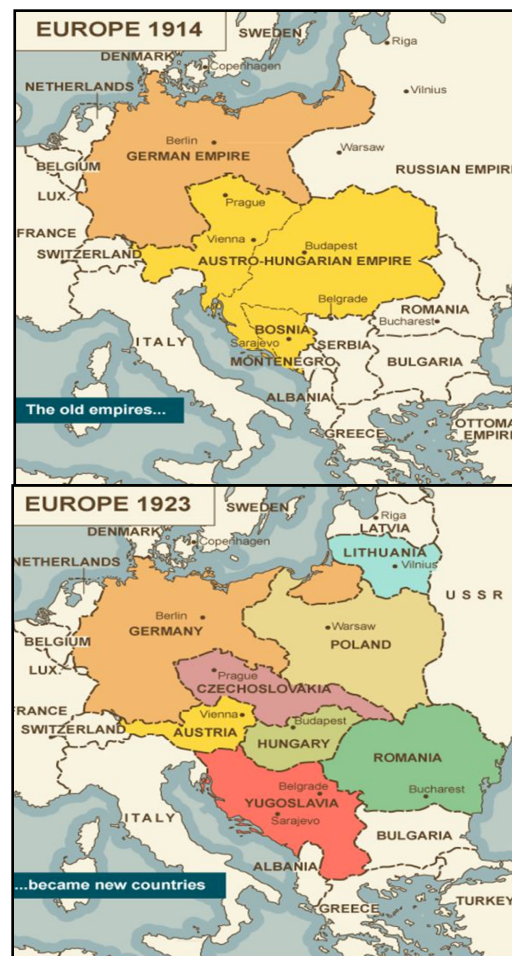 EUROPE 1914
SWEDEN
DENMARK
Riga
Copenhagen
NETHERLANDS
Vilnius
Berlin
GERMAN EMPIRE
Warsaw
BELGIUM
RUSSIAN EMPIRE
LUX.
Prague
FRANCE
Vienna
Budapest
SWITZERLAND
AUSTRO-HUNGARIAN EMPIRE
Belgrade
ROMANIA
BOSNIA
Bucharest
ITALY
Sarajevo
SERBIA
MONTENEGRO
BULGARIA
ALBANIA
The old empires...
OTTOMA
GREECE
EMPIRE
EUROPE 1923
SWEDEN
Riga
LATVIA
DENMARK
Copenhagen
LITHUANIA
NETHERLANDS
Vilnius
USSR
Berlin
GERMANY
Warsaw
BELGIUM
POLAND
LUX.
Prague
CZECHOSLOVAKIA
FRANCE
Vienna
Budapest
SWITZERLAND
AUSTRIA
HUNGARY
ROMANIA
Belgrade
Bucharest
YUGOSLAVIA
ITALY
Sarajevo
BULGARIA
ALBANIA
...became new countries
GREECE
TURKEY